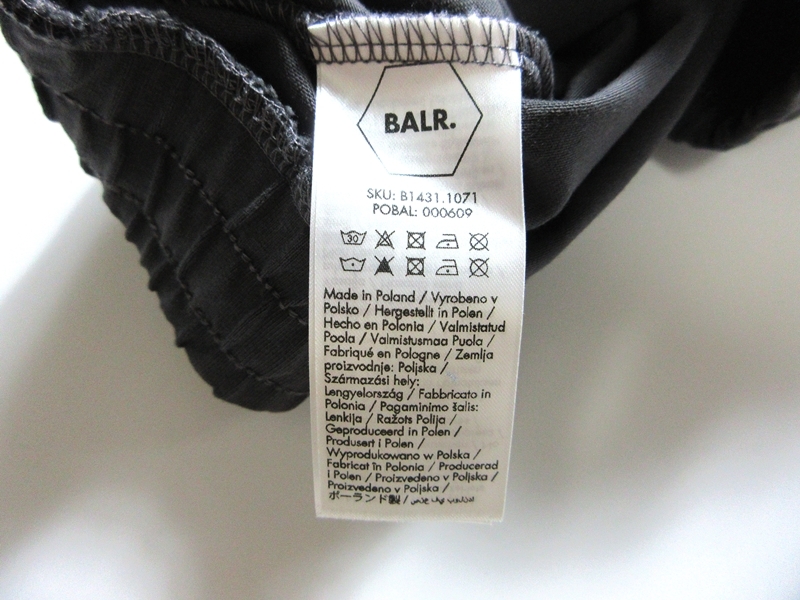 BALR.
SKU: B1431.1071
POBAL: 000609
30
Made in Poland / Vyrobeno v
Polsko / Hergestellt in Polen /
Hecho en Polonia / Valmistatud
Poola / Valmistusmaa Puola /
Fabriqué en Pologne / Zemlja
proizvodnje: Poljska /
Származási hely:
Lengyelország / Fabbricato in
Polonia / Pagaminimo šalis:
Lenkija / Ražots Polija /
Geproduceerd in Polen /
Produsert i Polen /
Wyprodukowano w Polska /
Fabricat în Polonia / Producerad
i Polen / Proizvedeno v Poljska /
Proizvedeno v Poljska /
ポーランド製 /